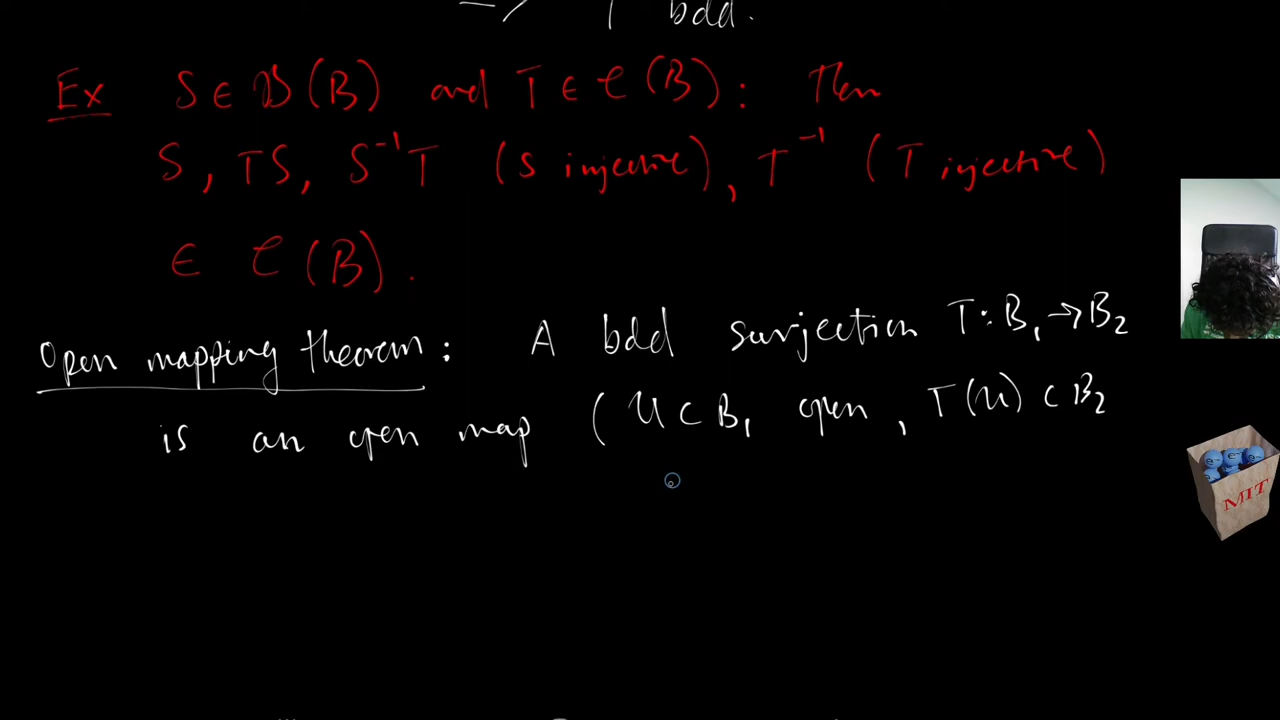 => T bdd.
Ex S ∈ 𝓑(B) and T ∈ 𝒞(B): then
S, TS, S⁻¹T (S injective), T⁻¹ (T injective)
∈ 𝒞(B).
Open mapping theorem: A bdd surjection T: B₁ → B₂
is an open map (U ⊂ B₁ open, T(U) ⊂ B₂
MIT